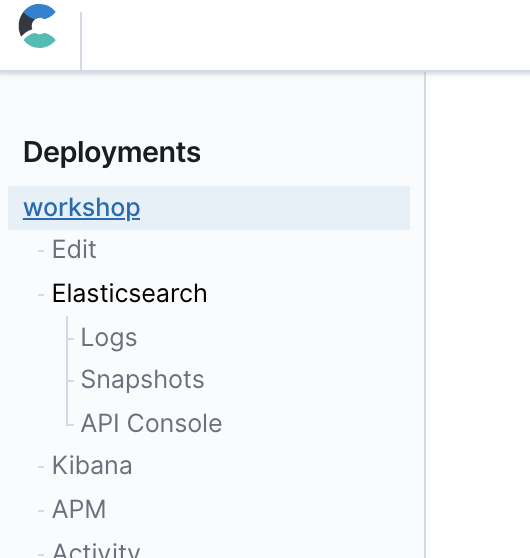 Deployments
workshop
Edit
Elasticsearch
Logs
Snapshots
API Console
Kibana
APM
Activity